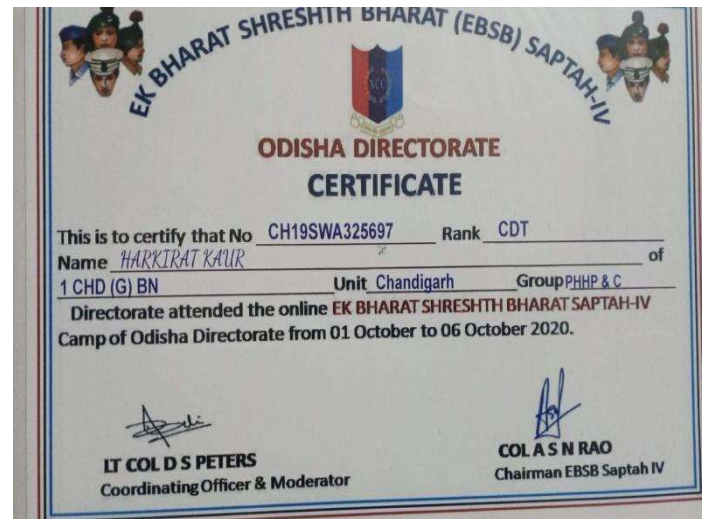 EK BHARAT SHRESHTH BHARAT (EBSB) SAPTAH-IV
NCC
ODISHA DIRECTORATE
CERTIFICATE
This is to certify that No CH19SWA325697 Rank CDT
Name HARKIRAT KAUR of
1 CHD (G) BN Unit Chandigarh Group PHHP & C
Directorate attended the online EK BHARAT SHRESHTH BHARAT SAPTAH-IV
Camp of Odisha Directorate from 01 October to 06 October 2020.
LT COL D S PETERS COL A S N RAO
Coordinating Officer & Moderator Chairman EBSB Saptah IV